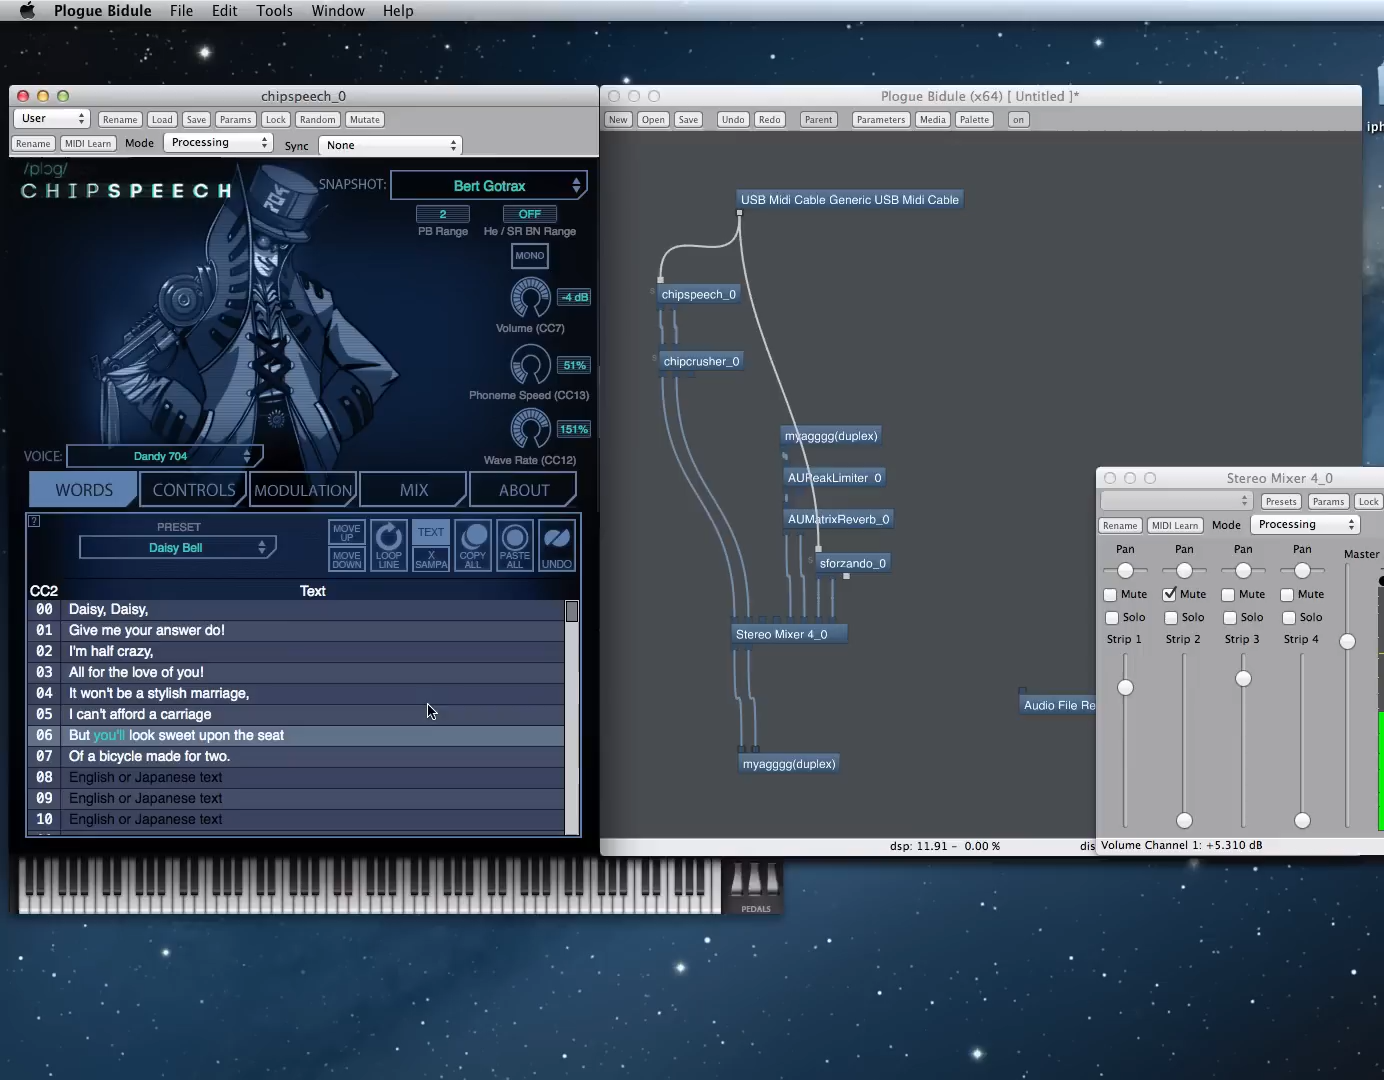 Plogue Bidule File Edit Tools Window Help
chipspeech_0
User Rename Load Save Params Lock Random Mutate
Rename MIDI Learn Mode Processing Sync None
/plog/
CHIPSPEECH
SNAPSHOT: Bert Gotrax
2 OFF
PB Range He / SR BN Range
MONO
704
-4 dB
Volume (CC7)
51%
Phoneme Speed (CC13)
151%
Wave Rate (CC12)
VOICE: Dandy 704
WORDS CONTROLS MODULATION MIX ABOUT
?
PRESET
Daisy Bell
MOVE UP
MOVE DOWN
LOOP LINE
TEXT
X SAMPA
COPY ALL
PASTE ALL
UNDO
CC2 Text
00 Daisy, Daisy,
01 Give me your answer do!
02 I'm half crazy,
03 All for the love of you!
04 It won't be a stylish marriage,
05 I can't afford a carriage
06 But you'll look sweet upon the seat
07 Of a bicycle made for two.
08 English or Japanese text
09 English or Japanese text
10 English or Japanese text
PEDALS
Plogue Bidule (x64) [ Untitled ]*
New Open Save Undo Redo Parent Parameters Media Palette on
USB Midi Cable Generic USB Midi Cable
chipspeech_0
chipcrusher_0
myagggg(duplex)
AUPeakLimiter_0
AUMatrixReverb_0
sforzando_0
Stereo Mixer 4_0
Audio File Re
myagggg(duplex)
dsp: 11.91 - 0.00 %
dis
iph
Stereo Mixer 4_0
Presets Params Lock
Rename MIDI Learn Mode Processing
Pan Pan Pan Pan Master
Mute Mute Mute Mute
Solo Solo Solo Solo
Strip 1 Strip 2 Strip 3 Strip 4
Volume Channel 1: +5.310 dB